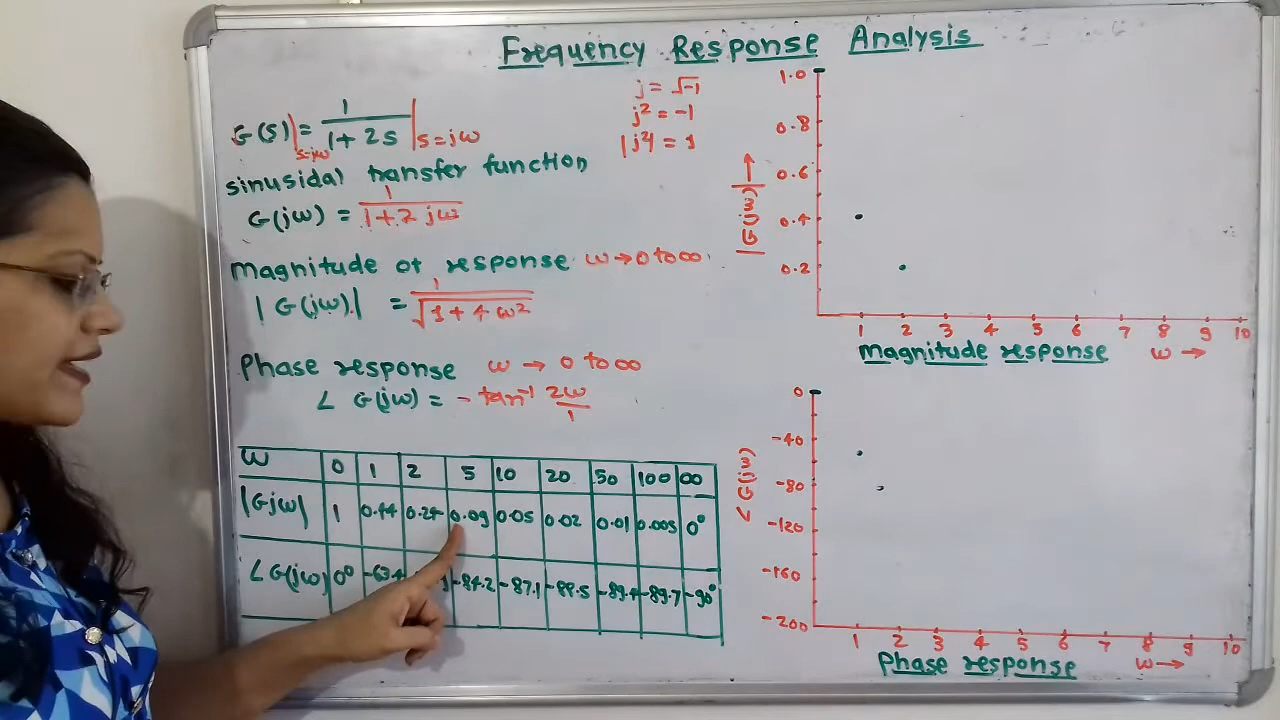 Frequency Response Analysis
G(s)|s=jω = 1/(1+2s) |s=jω
j = √-1
j² = -1
|j²| = 1
sinusidal transfer function
G(jω) = 1/(1+2jω)
magnitude of response ω→0 to ∞
|G(jω)| = 1/√(1+4ω²)
Phase response ω → 0 to ∞
∠ G(jω) = - tan⁻¹ 2ω/1
ω 0 1 2 5 10 20 50 100 ∞
|Gjω| 1 0.44 0.24 0.09 0.05 0.02 0.01 0.005 0°
∠G(jω) 0° -63.4 -84.2 -87.1 -88.5 -89.4 -89.7 -90°
1.0
0.8
0.6
0.4
0.2
|G(jω)| →
1 2 3 4 5 6 7 8 9 10
magnitude response ω →
0
-40
-80
-120
-160
-200
∠G(jω)
1 2 3 4 5 6 7 8 9 10
Phase response ω →